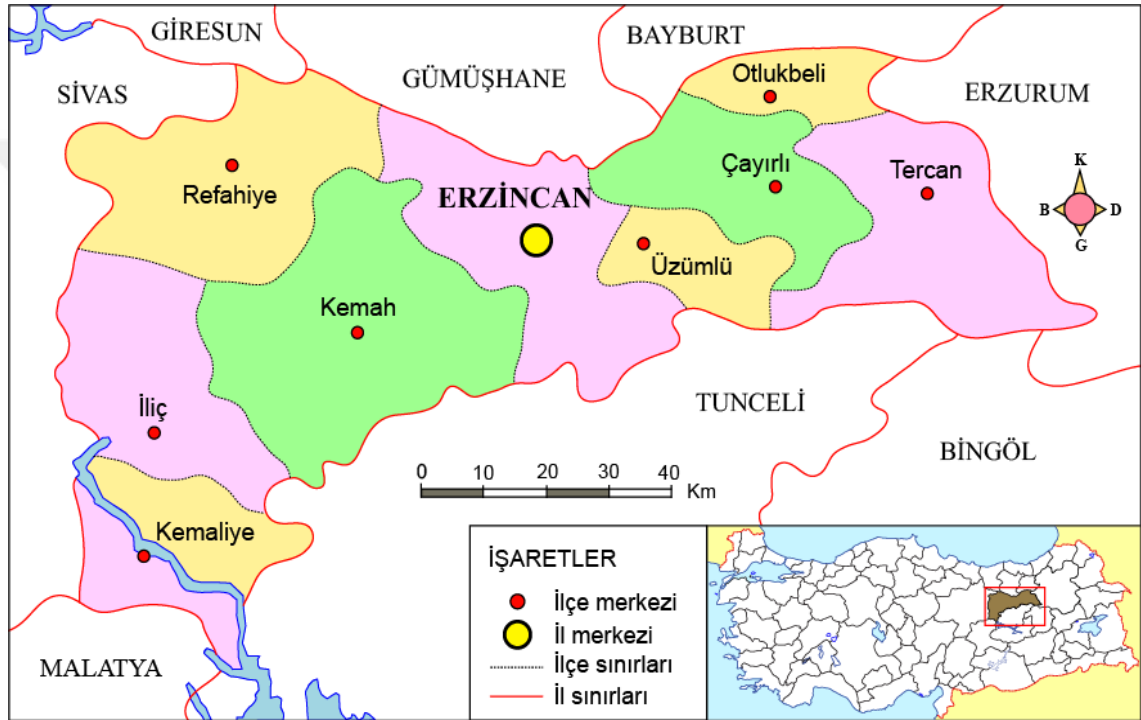 GİRESUN
BAYBURT
GÜMÜŞHANE
Otlukbeli
SİVAS
ERZURUM
Çayırlı
Tercan
K
Refahiye
ERZİNCAN
B
D
G
Üzümlü
Kemah
TUNCELİ
İliç
BİNGÖL
0 10 20 30 40
Km
Kemaliye
İŞARETLER
İlçe merkezi
İl merkezi
İlçe sınırları
İl sınırları
MALATYA